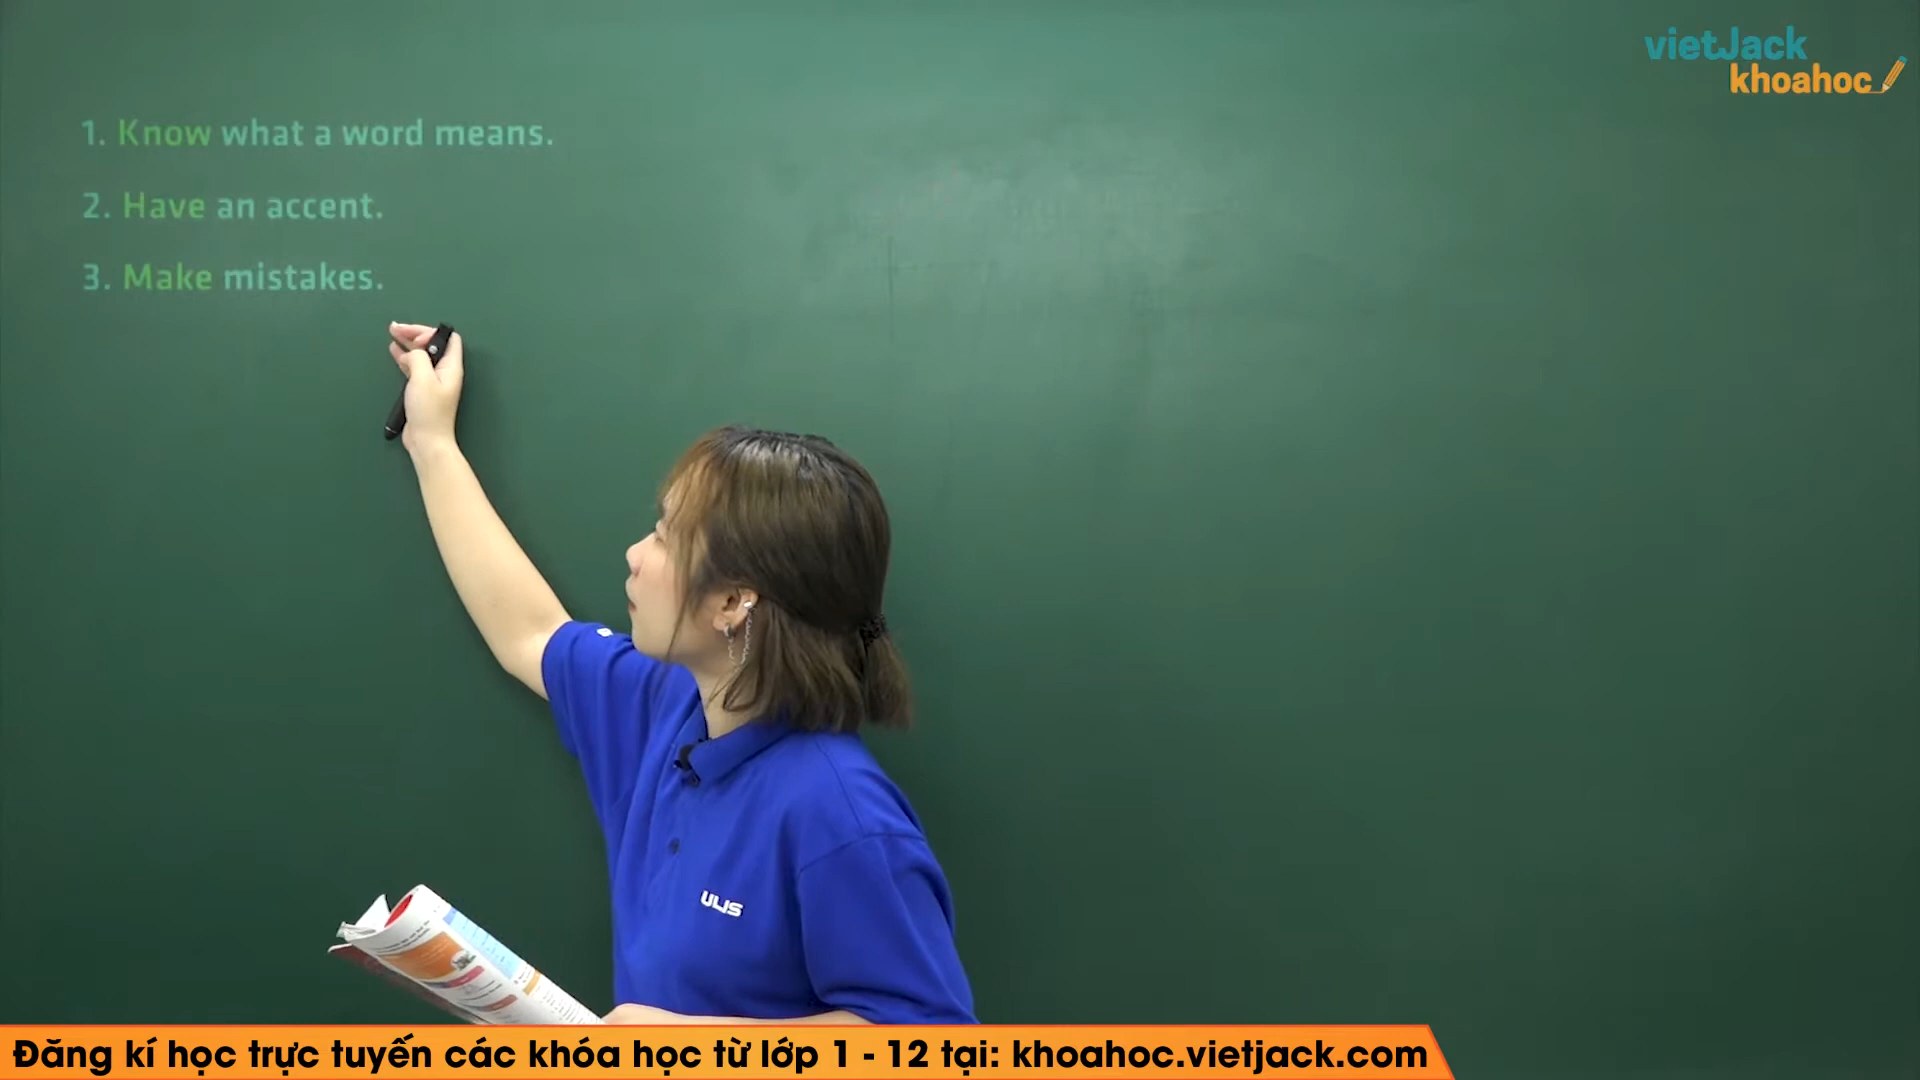 vietJack
khoahoc
1. Know what a word means.
2. Have an accent.
3. Make mistakes.
ULIS
Đăng kí học trực tuyến các khóa học từ lớp 1 - 12 tại: khoahoc.vietjack.com